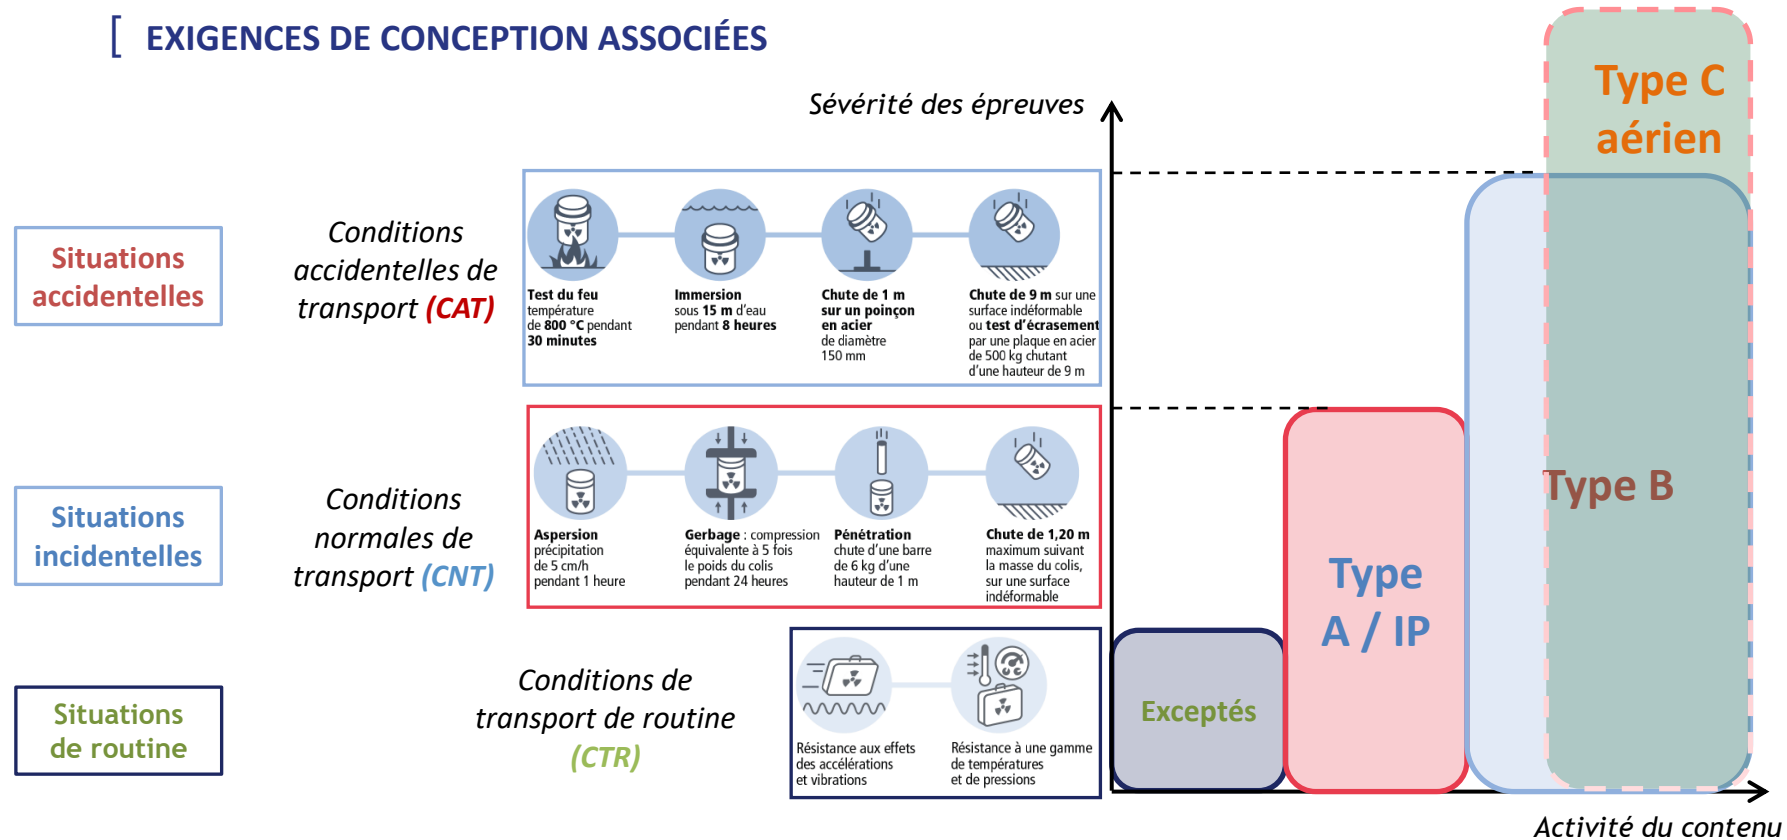 [ EXIGENCES DE CONCEPTION ASSOCIÉES
Sévérité des épreuves
Type C
aérien
Situations
accidentelles
Conditions
accidentelles de
transport (CAT)
Test du feu
température
de 800 °C pendant
30 minutes
Immersion
sous 15 m d'eau
pendant 8 heures
Chute de 1 m
sur un poinçon
en acier
de diamètre
150 mm
Chute de 9 m sur une
surface indéformable
ou test d'écrasement
par une plaque en acier
de 500 kg chutant
d'une hauteur de 9 m
Situations
incidentelles
Conditions
normales de
transport (CNT)
Aspersion
précipitation
de 5 cm/h
pendant 1 heure
Gerbage : compression
équivalente à 5 fois
le poids du colis
pendant 24 heures
Pénétration
chute d'une barre
de 6 kg d'une
hauteur de 1 m
Chute de 1,20 m
maximum suivant
la masse du colis,
sur une surface
indéformable
Type B
Type
A / IP
Situations
de routine
Conditions de
transport de routine
(CTR)
Résistance aux effets
des accélérations
et vibrations
Résistance à une gamme
de températures
et de pressions
Exceptés
Activité du contenu